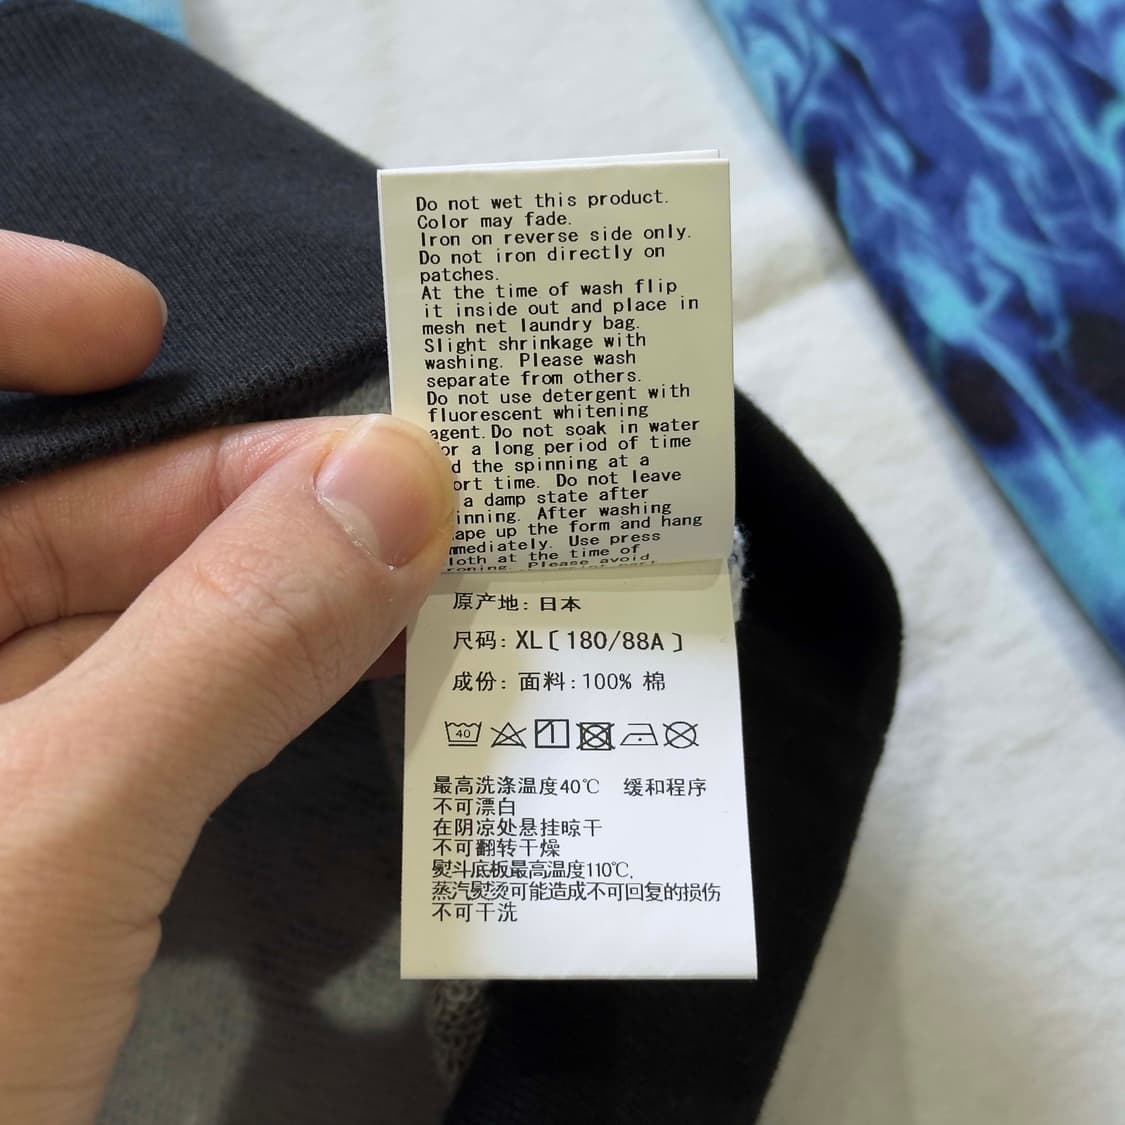 Do not wet this product.
Color may fade.
Iron on reverse side only.
Do not iron directly on
patches.
At the time of wash flip
it inside out and place in
mesh net laundry bag.
Slight shrinkage with
washing. Please wash
separate from others.
Do not use detergent with
fluorescent whitening
agent.Do not soak in water
or a long period of time
the spinning at a
time. Do not leave
a damp state after
After washing
up the form and hang
Use press
at the time of
Please avoid
原产地: 日本
尺码: XL〔180/88A〕
成份: 面料:100% 棉
40
最高洗涤温度40℃ 缓和程序
不可漂白
在阴凉处悬挂晾干
不可翻转干燥
熨斗底板最高温度110℃,
蒸汽熨烫可能造成不可回复的损伤
不可干洗